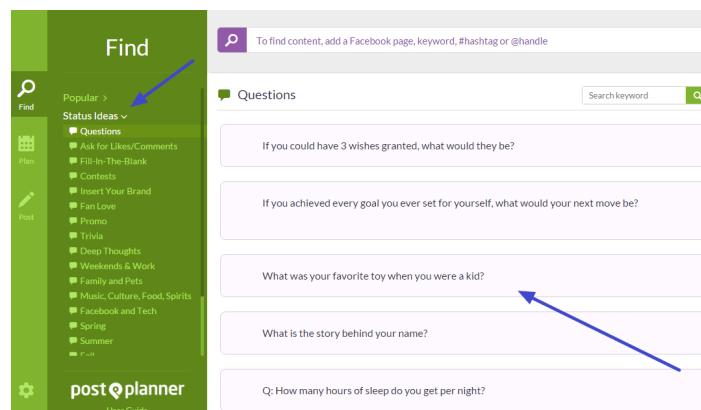 Find
Plan
Post
Find
Popular >
Status Ideas
Questions
Ask for Likes/Comments
Fill-In-The-Blank
Contests
Insert Your Brand
Fan Love
Promo
Trivia
Deep Thoughts
Weekends & Work
Family and Pets
Music, Culture, Food, Spirits
Facebook and Tech
Spring
Summer
Fall
post planner
User Guide
To find content, add a Facebook page, keyword, #hashtag or @handle
Questions
Search keyword
If you could have 3 wishes granted, what would they be?
If you achieved every goal you ever set for yourself, what would your next move be?
What was your favorite toy when you were a kid?
What is the story behind your name?
Q: How many hours of sleep do you get per night?